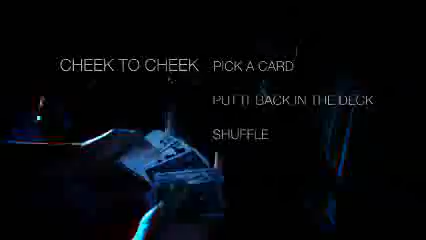 CHEEK TO CHEEK
PICK A CARD
PUT IT BACK IN THE DECK
SHUFFLE